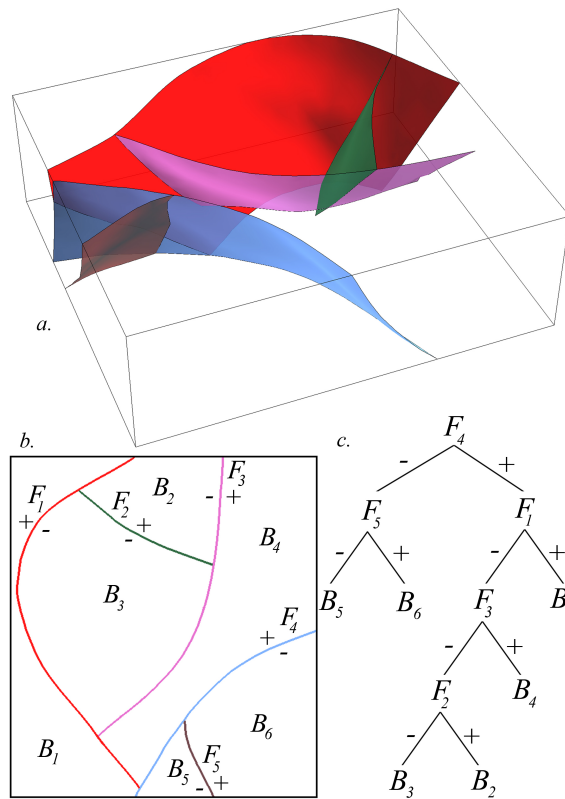 a.
b.
F3
F1
B2
- +
F2
+ -
+
-
B4
B3
F4
+
-
B1
B6
F5
B5
- +
c.
F4
- +
F5 F1
- + - +
B5 B6 F3 B
- +
F2 B4
- +
B3 B2